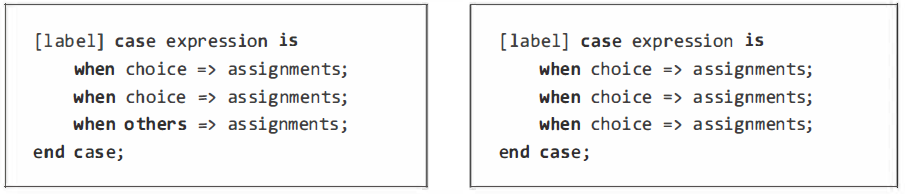 [label] case expression is
when choice => assignments;
when choice => assignments;
when others => assignments;
end case;
[label] case expression is
when choice => assignments;
when choice => assignments;
when choice => assignments;
end case;